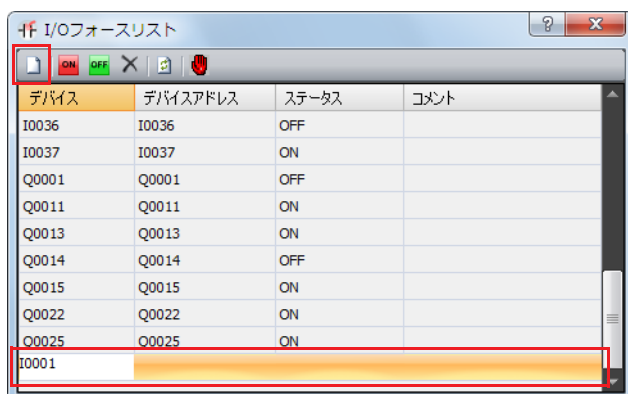 I/Oフォースリスト
ON OFF
デバイス デバイスアドレス ステータス コメント
I0036 I0036 OFF
I0037 I0037 ON
Q0001 Q0001 OFF
Q0011 Q0011 ON
Q0013 Q0013 ON
Q0014 Q0014 OFF
Q0015 Q0015 ON
Q0022 Q0022 ON
Q0025 Q0025 ON
I0001